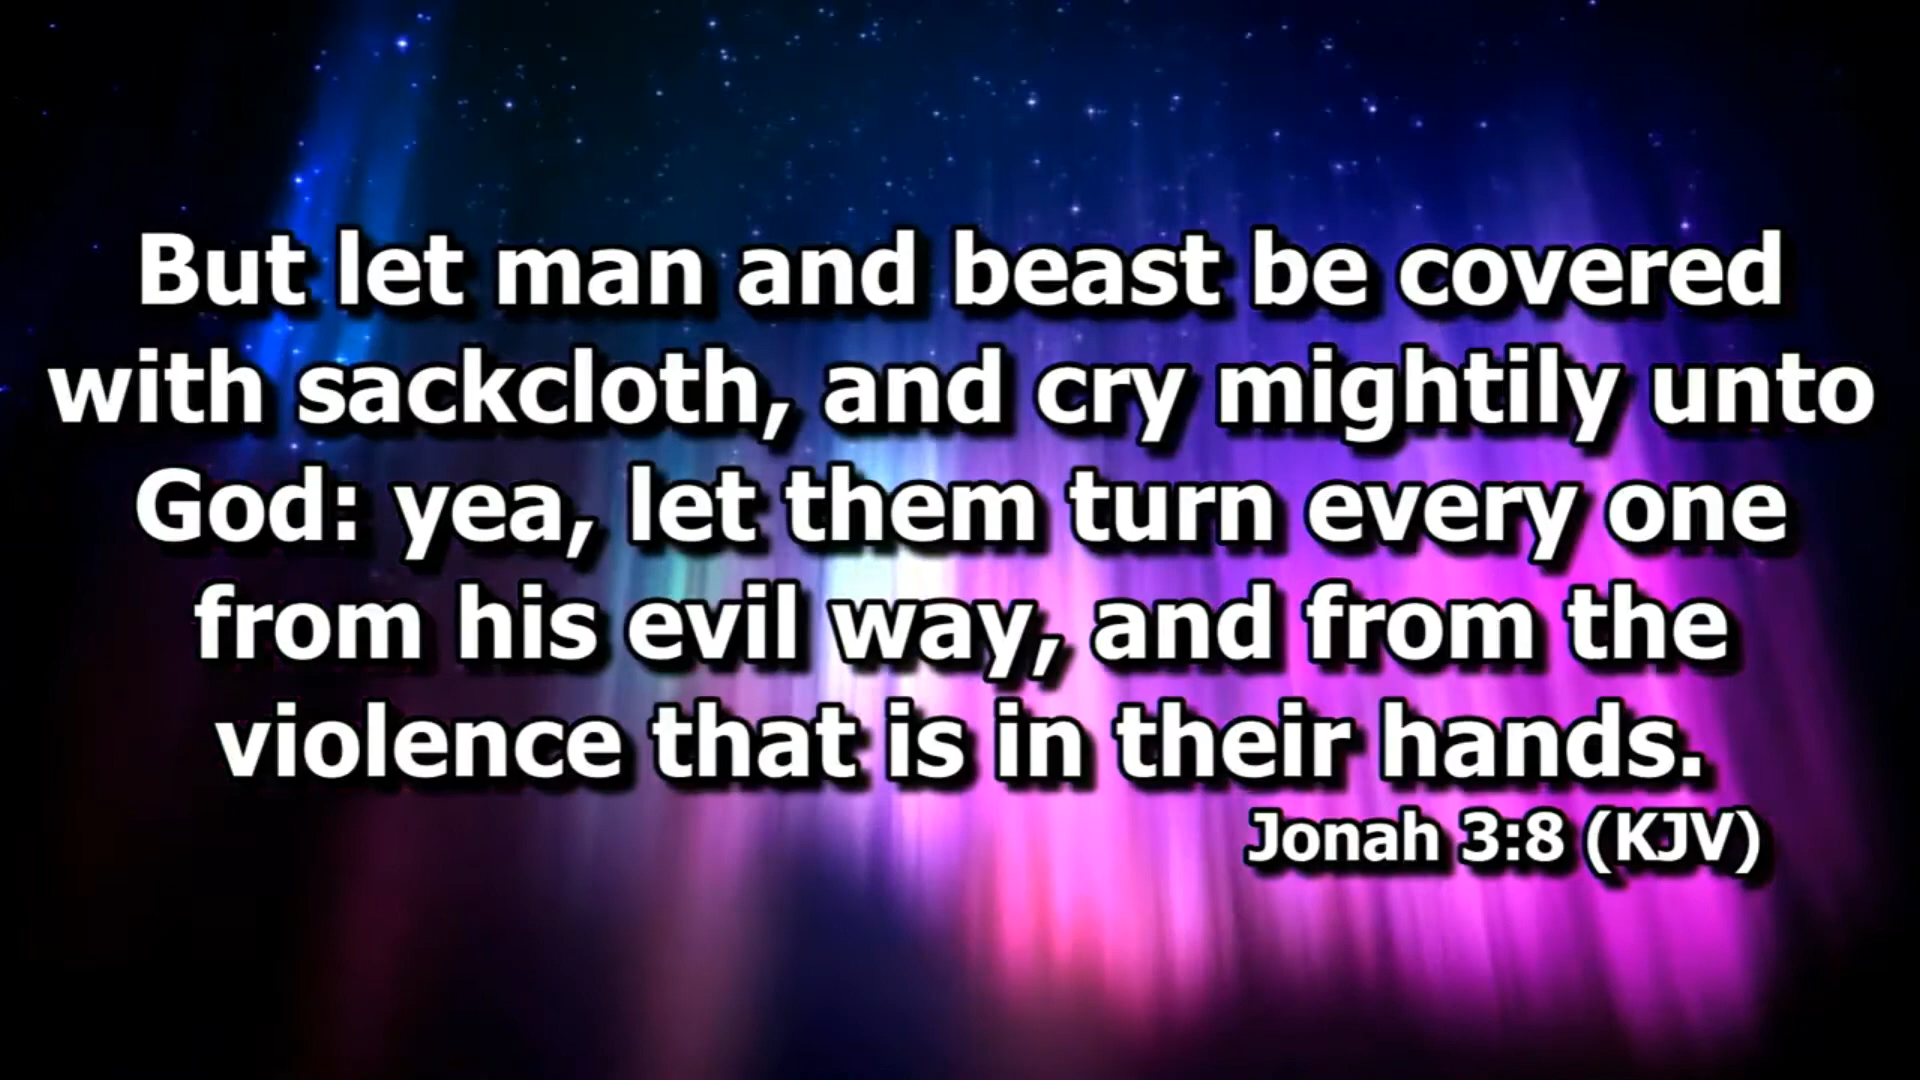 But let man and beast be covered
with sackcloth, and cry mightily unto
God: yea, let them turn every one
from his evil way, and from the
violence that is in their hands.
Jonah 3:8 (KJV)